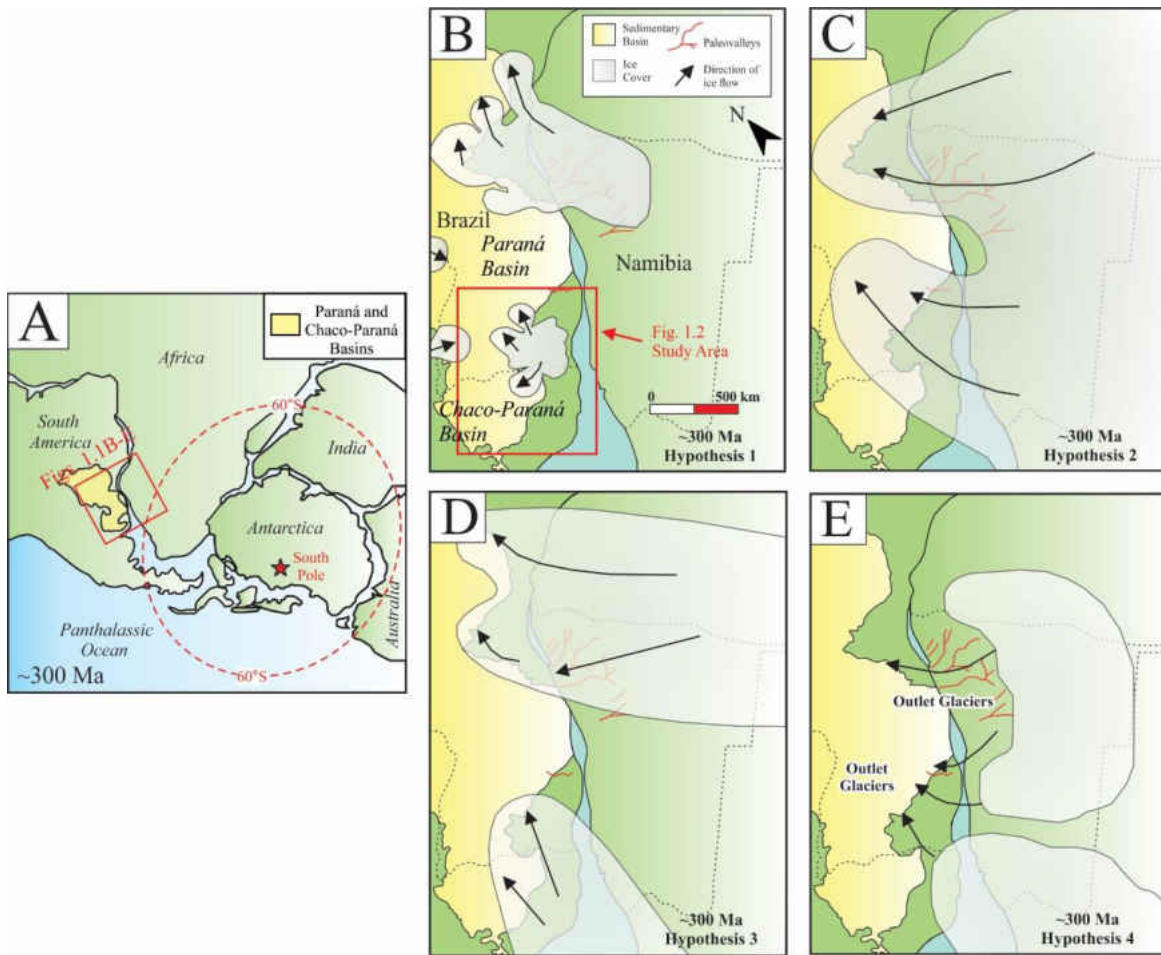 A
Paraná and
Chaco-Paraná
Basins
Africa
60°S
South
America
India
Figs. 1.1B-E
Antarctica
South
Pole
Australia
Panthalassic
Ocean
60°S
~300 Ma
B
Sedimentary
Basin
Paleovalleys
Ice
Cover
Direction of
ice flow
N
Brazil
Paraná
Basin
Namibia
Fig. 1.2
Study Area
0 500 km
Chaco-Paraná
Basin
~300 Ma
Hypothesis 1
C
~300 Ma
Hypothesis 2
D
~300 Ma
Hypothesis 3
E
Outlet Glaciers
Outlet
Glaciers
~300 Ma
Hypothesis 4